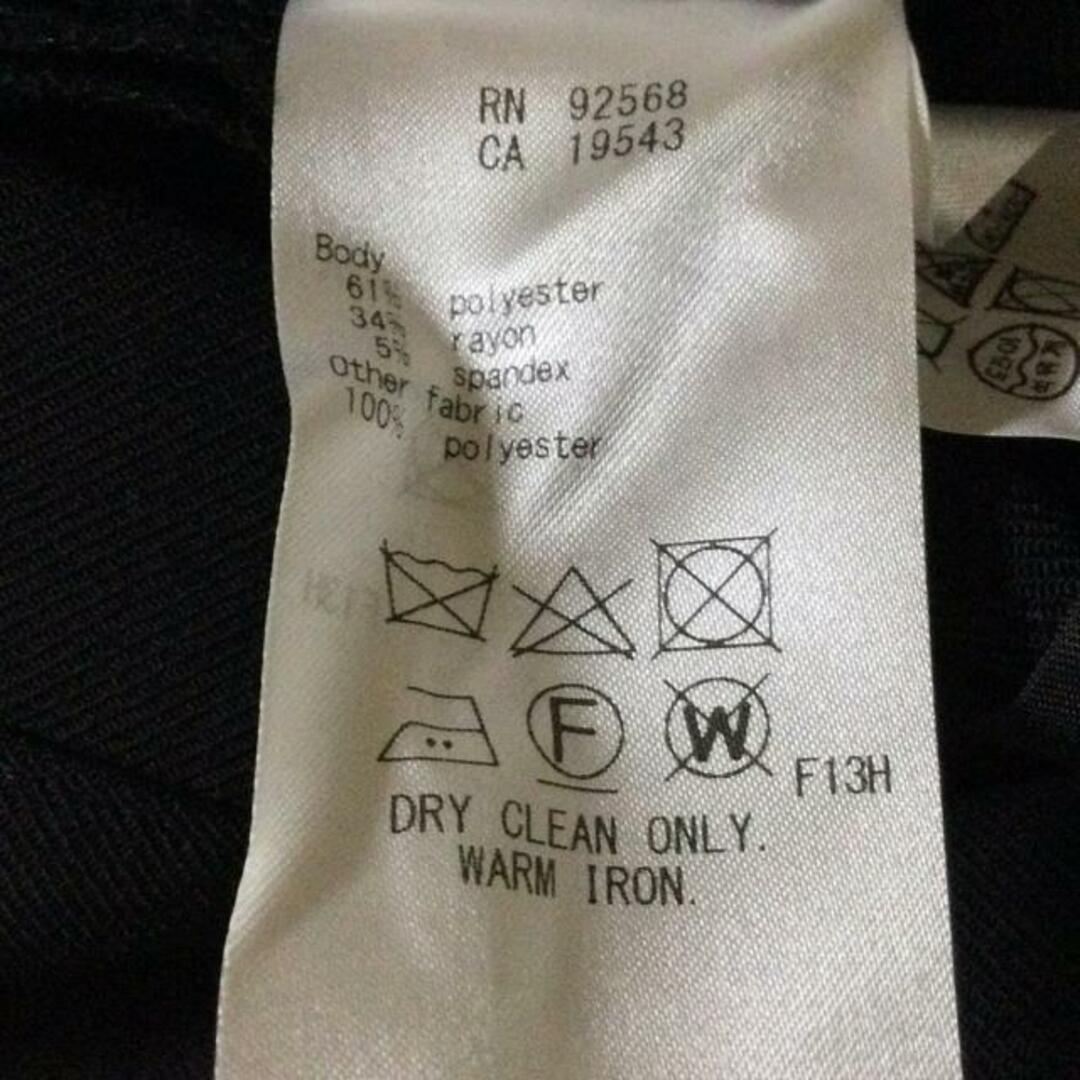 RN 92568
CA 19543
Body
61% polyester
34% rayon
5% spandex
Other fabric
100% polyester
F W F13H
DRY CLEAN ONLY.
WARM IRON.